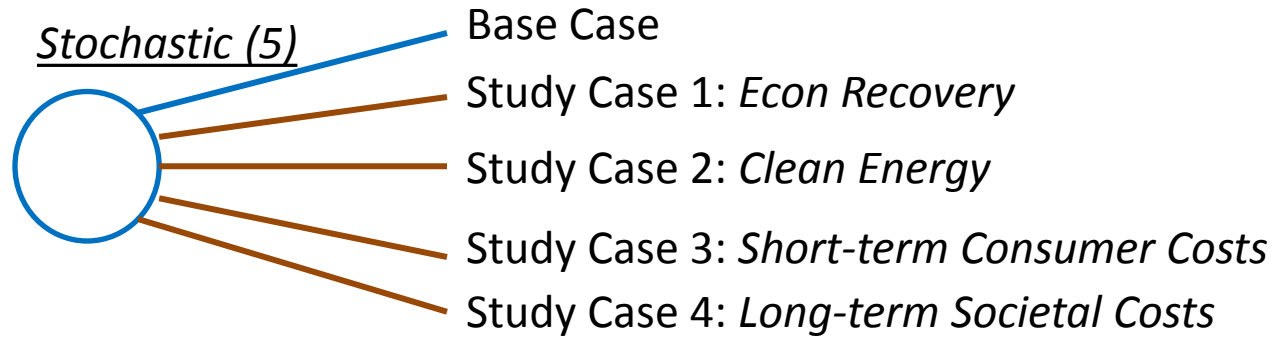 Stochastic (5)
Base Case
Study Case 1: Econ Recovery
Study Case 2: Clean Energy
Study Case 3: Short-term Consumer Costs
Study Case 4: Long-term Societal Costs